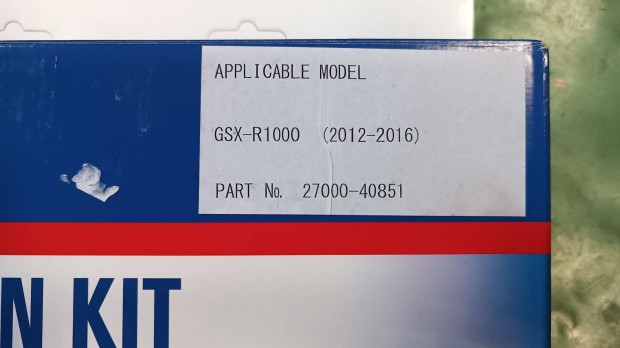 APPLICABLE MODEL
GSX-R1000 (2012-2016)
PART №. 27000-40851
N KIT